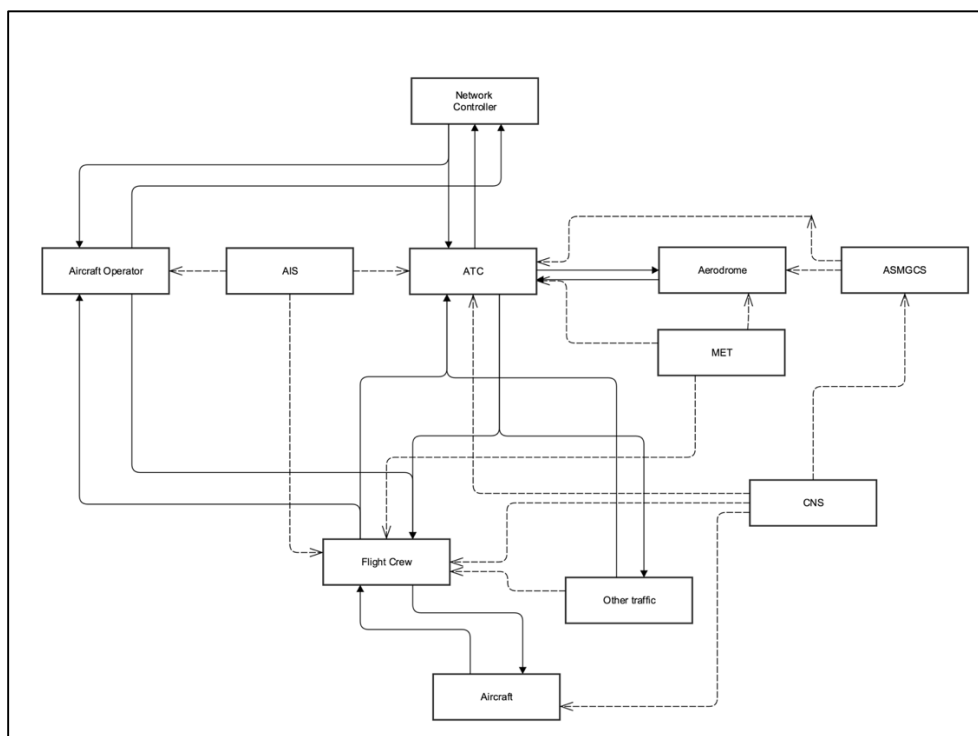 Network
Controller
Aircraft Operator
AIS
ATC
Aerodrome
ASMGCS
MET
CNS
Flight Crew
Other traffic
Aircraft